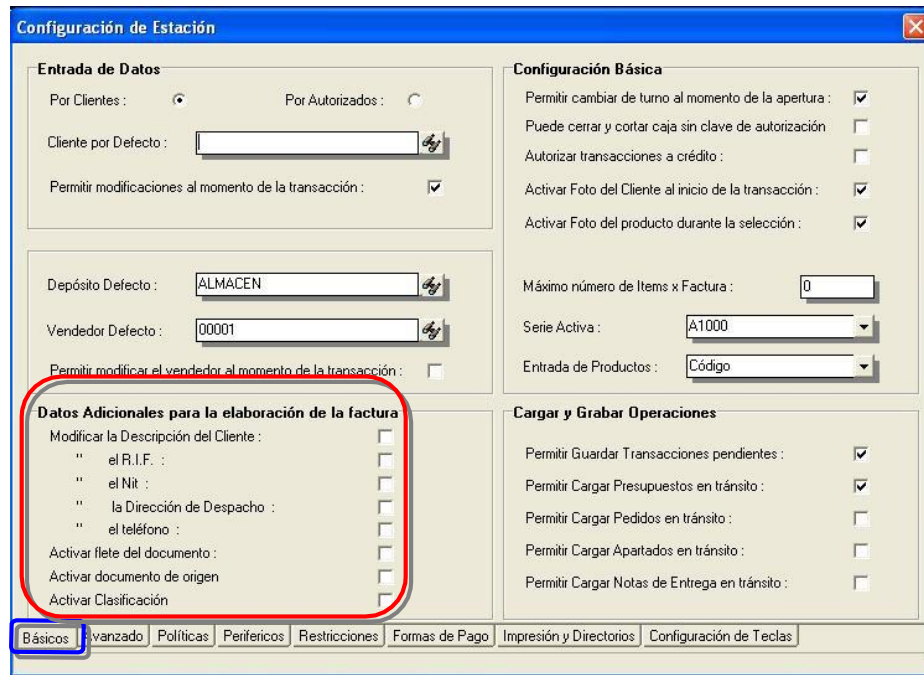 Configuración de Estación
Entrada de Datos
Por Clientes :
Por Autorizados :
Cliente por Defecto :
Permitir modificaciones al momento de la transacción :
Depósito Defecto :
ALMACEN
Vendedor Defecto :
00001
Permitir modificar el vendedor al momento de la transacción :
Datos Adicionales para la elaboración de la factura
Modificar la Descripción del Cliente :
" el R.I.F. :
" el Nit :
" la Dirección de Despacho :
" el teléfono :
Activar flete del documento :
Activar documento de origen
Activar Clasificación
Configuración Básica
Permitir cambiar de turno al momento de la apertura :
Puede cerrar y cortar caja sin clave de autorización
Autorizar transacciones a crédito :
Activar Foto del Cliente al inicio de la transacción :
Activar Foto del producto durante la selección :
Máximo número de Items x Factura :
0
Serie Activa :
A1000
Entrada de Productos :
Código
Cargar y Grabar Operaciones
Permitir Guardar Transacciones pendientes :
Permitir Cargar Presupuestos en tránsito :
Permitir Cargar Pedidos en tránsito :
Permitir Cargar Apartados en tránsito :
Permitir Cargar Notas de Entrega en tránsito :
Básicos
Avanzado
Políticas
Perifericos
Restricciones
Formas de Pago
Impresión y Directorios
Configuración de Teclas